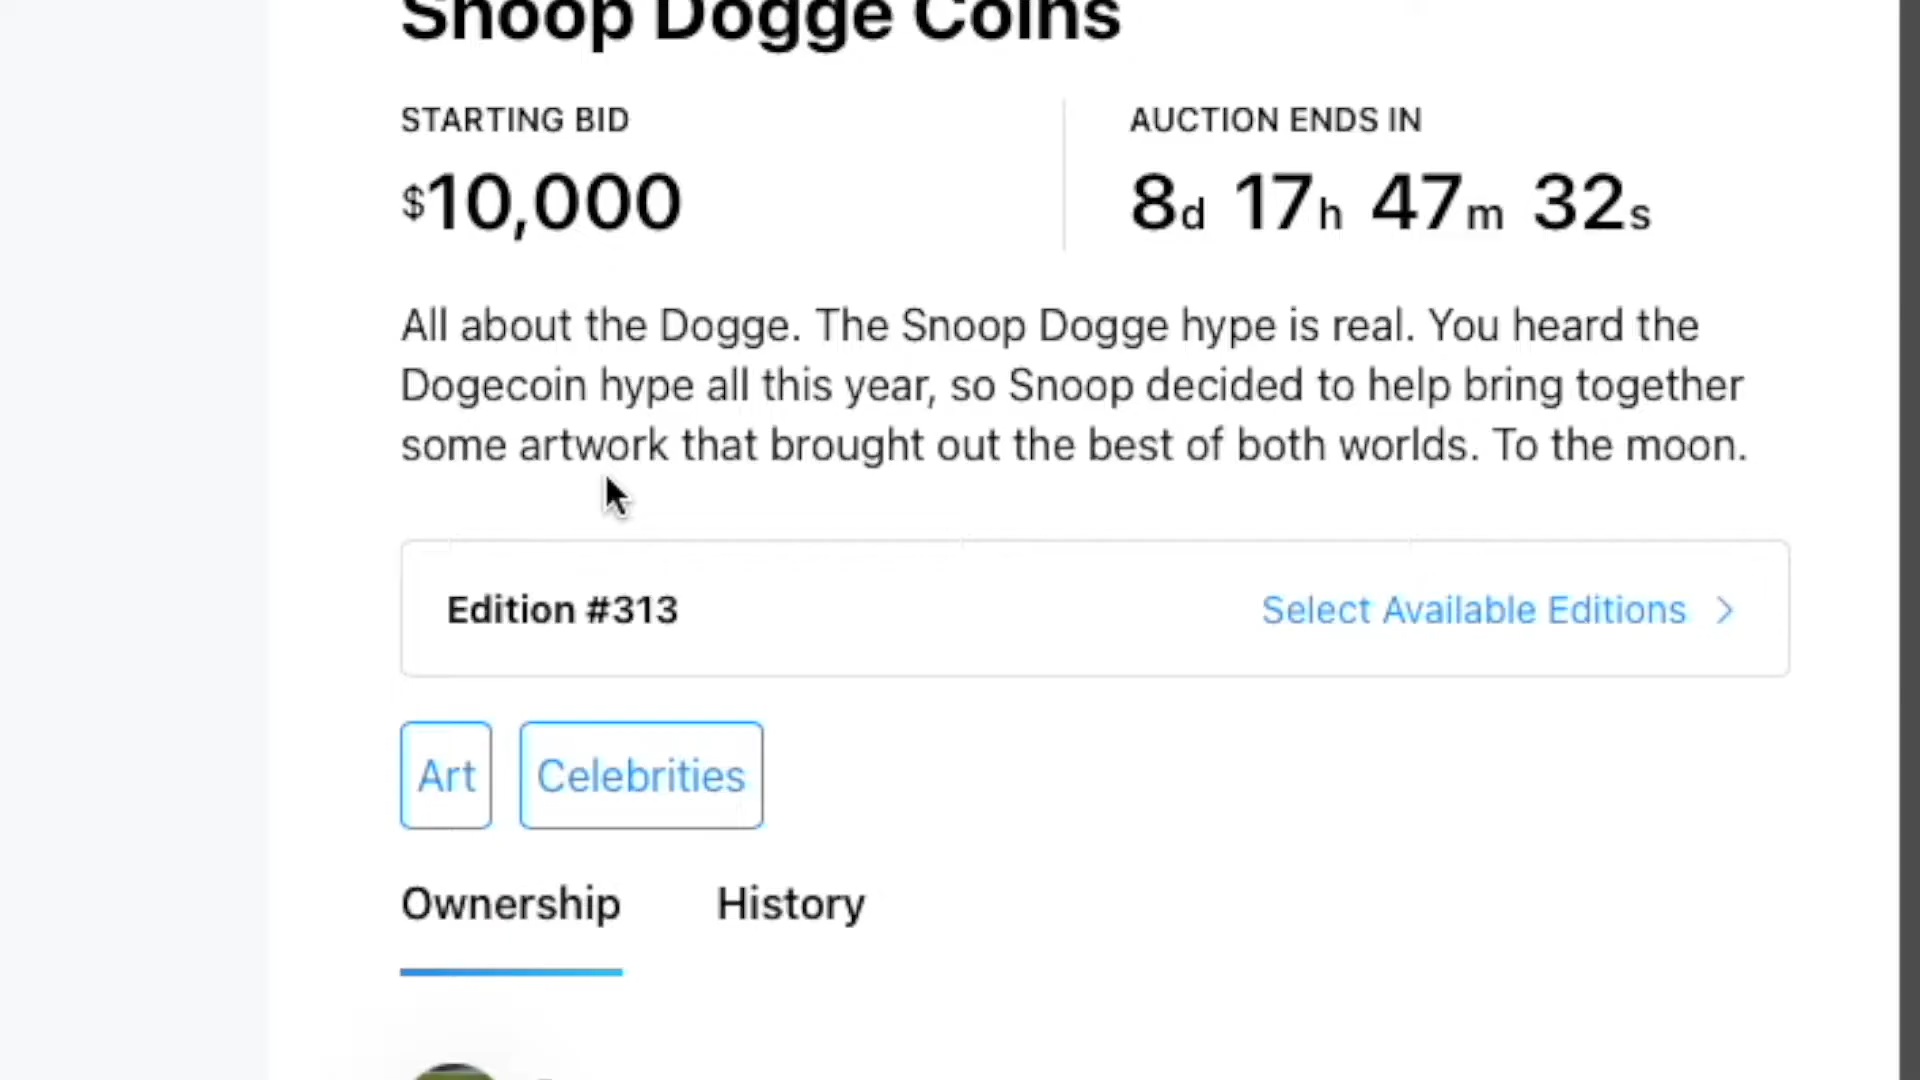 Snoop Dogge Coins
STARTING BID
$10,000
AUCTION ENDS IN
8d 17h 47m 32s
All about the Dogge. The Snoop Dogge hype is real. You heard the
Dogecoin hype all this year, so Snoop decided to help bring together
some artwork that brought out the best of both worlds. To the moon.
Edition #313
Select Available Editions
Art
Celebrities
Ownership
History